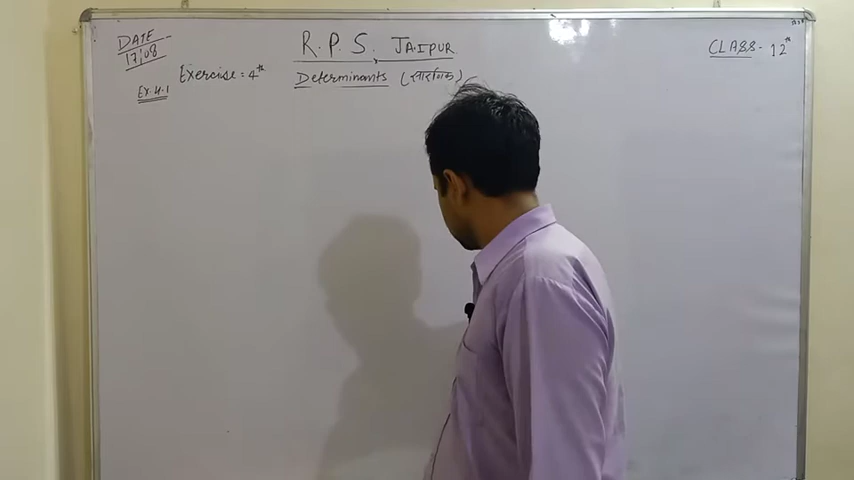 DATE
17/08
R.P.S. JAIPUR
CLASS - 12th
Exercise = 4th
Determinants (सारणिक)
Ex. 4.1